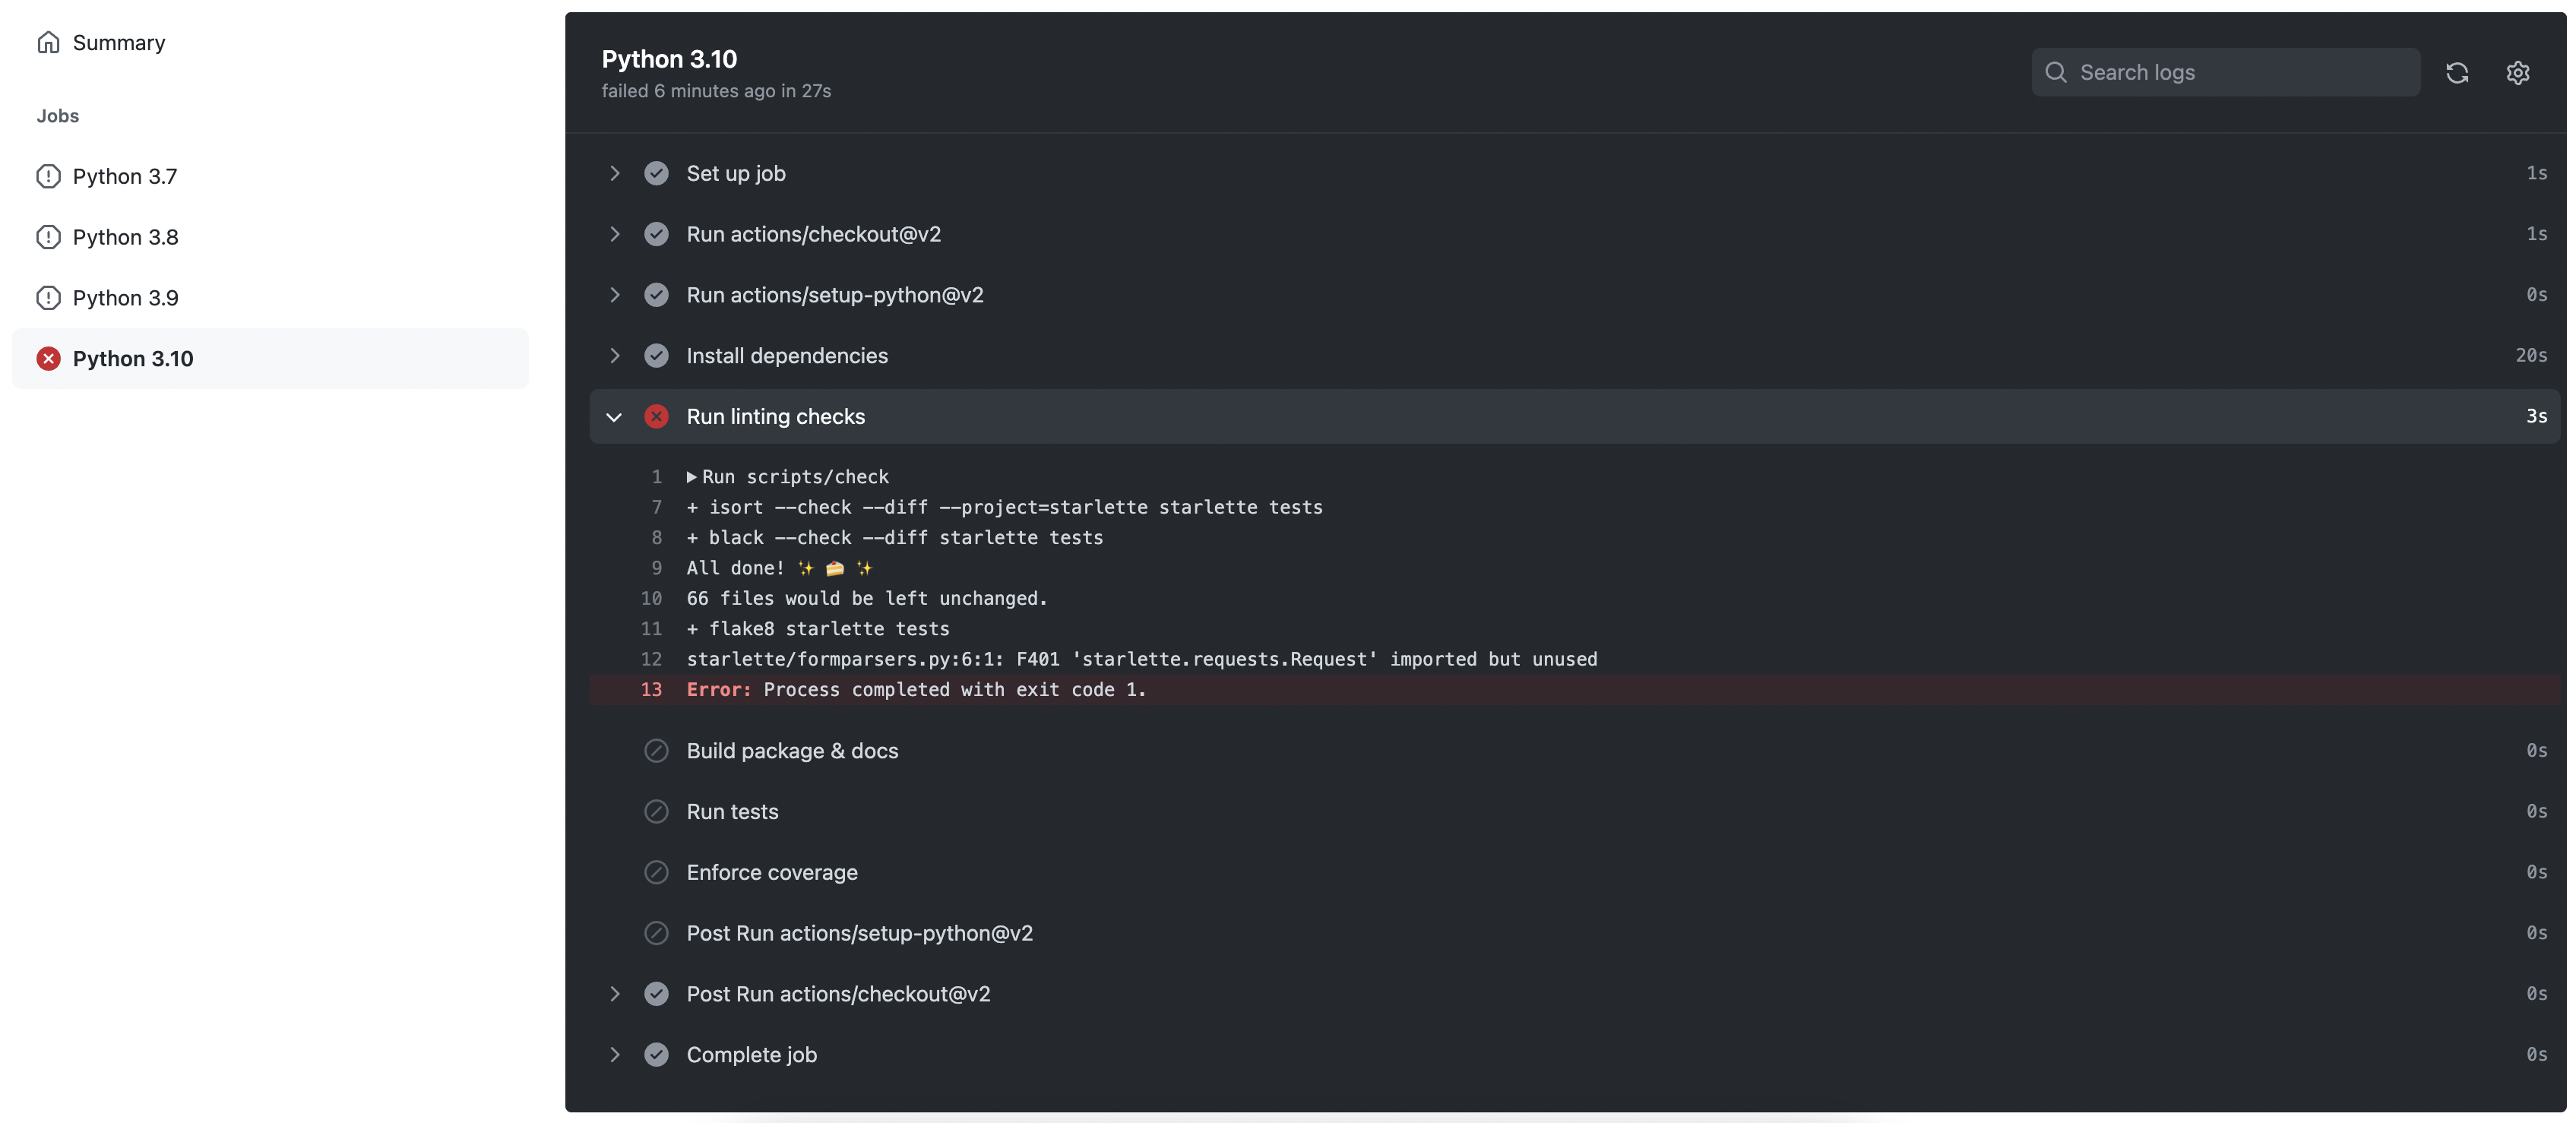 Summary
Jobs
Python 3.7
Python 3.8
Python 3.9
Python 3.10
Python 3.10
failed 6 minutes ago in 27s
Search logs
Set up job 1s
Run actions/checkout@v2 1s
Run actions/setup-python@v2 0s
Install dependencies 20s
Run linting checks 3s
1 ▶Run scripts/check
7 + isort --check --diff --project=starlette starlette tests
8 + black --check --diff starlette tests
9 All done! ✨ 🍰 ✨
10 66 files would be left unchanged.
11 + flake8 starlette tests
12 starlette/formparsers.py:6:1: F401 'starlette.requests.Request' imported but unused
13 Error: Process completed with exit code 1.
Build package & docs 0s
Run tests 0s
Enforce coverage 0s
Post Run actions/setup-python@v2 0s
Post Run actions/checkout@v2 0s
Complete job 0s